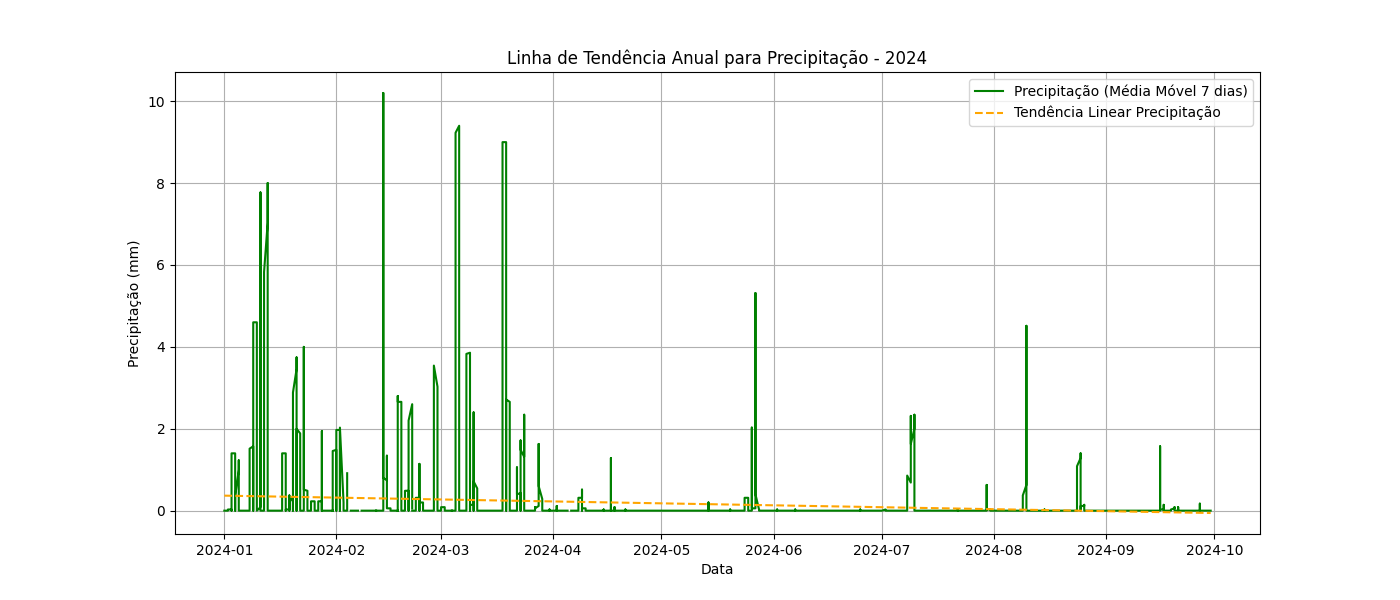 Linha de Tendência Anual para Precipitação - 2024
Precipitação (Média Móvel 7 dias)
Tendência Linear Precipitação
Precipitação (mm)
10
8
6
4
2
0
2024-01 2024-02 2024-03 2024-04 2024-05 2024-06 2024-07 2024-08 2024-09 2024-10
Data